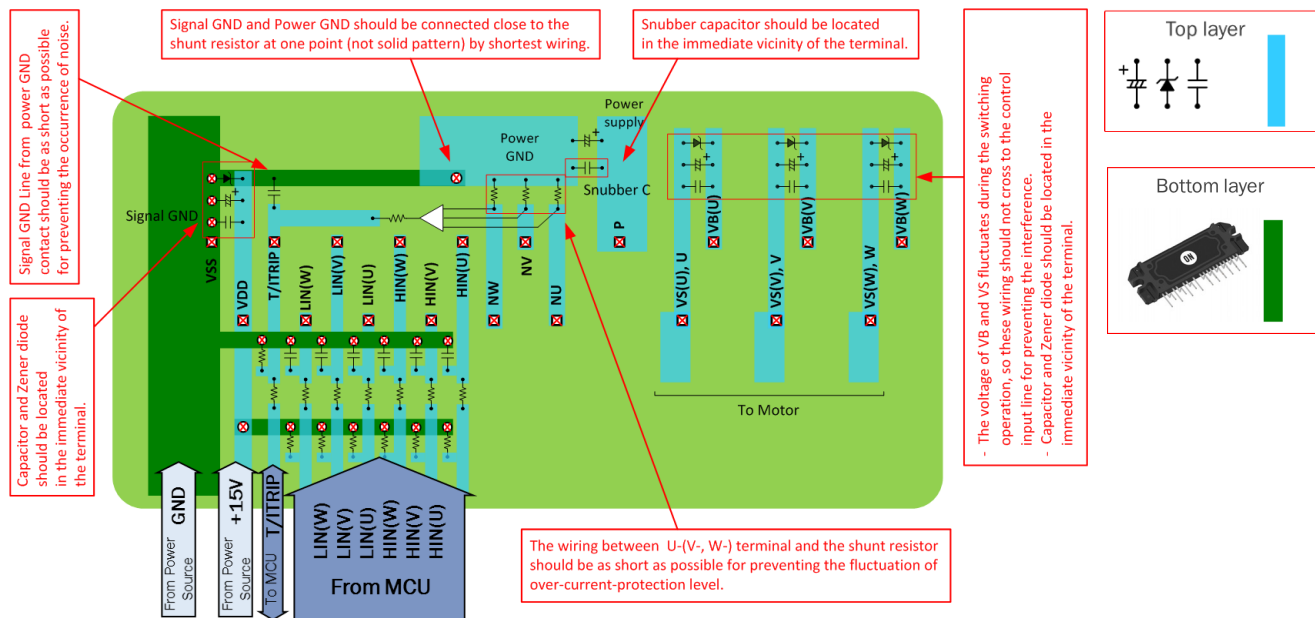 Signal GND Line from power GND
contact should be as short as possible
for preventing the occurrence of noise.
Signal GND and Power GND should be connected close to the
shunt resistor at one point (not solid pattern) by shortest wiring.
Snubber capacitor should be located
in the immediate vicinity of the terminal.
Top layer
+
Bottom layer
ON
- The voltage of VB and VS fluctuates during the switching
operation, so these wiring should not cross to the control
input line for preventing the interference.
- Capacitor and Zener diode should be located in the
immediate vicinity of the terminal.
Power
supply
+
Power
GND
Snubber C
Signal GND
+
+
+
+
VSS
VDD
T/ITRIP
LIN(W)
LIN(V)
LIN(U)
HIN(W)
HIN(V)
HIN(U)
NW
NV
NU
P
VS(U), U
VB(U)
VS(V), V
VB(V)
VS(W), W
VB(W)
To Motor
Capacitor and Zener diode
should be located
in the immediate vicinity of
the terminal.
From Power
Source
GND
From Power
Source
+15V
To MCU T/ITRIP
LIN(W)
LIN(V)
LIN(U)
HIN(W)
HIN(V)
HIN(U)
From MCU
The wiring between U-(V-, W-) terminal and the shunt resistor
should be as short as possible for preventing the fluctuation of
over-current-protection level.